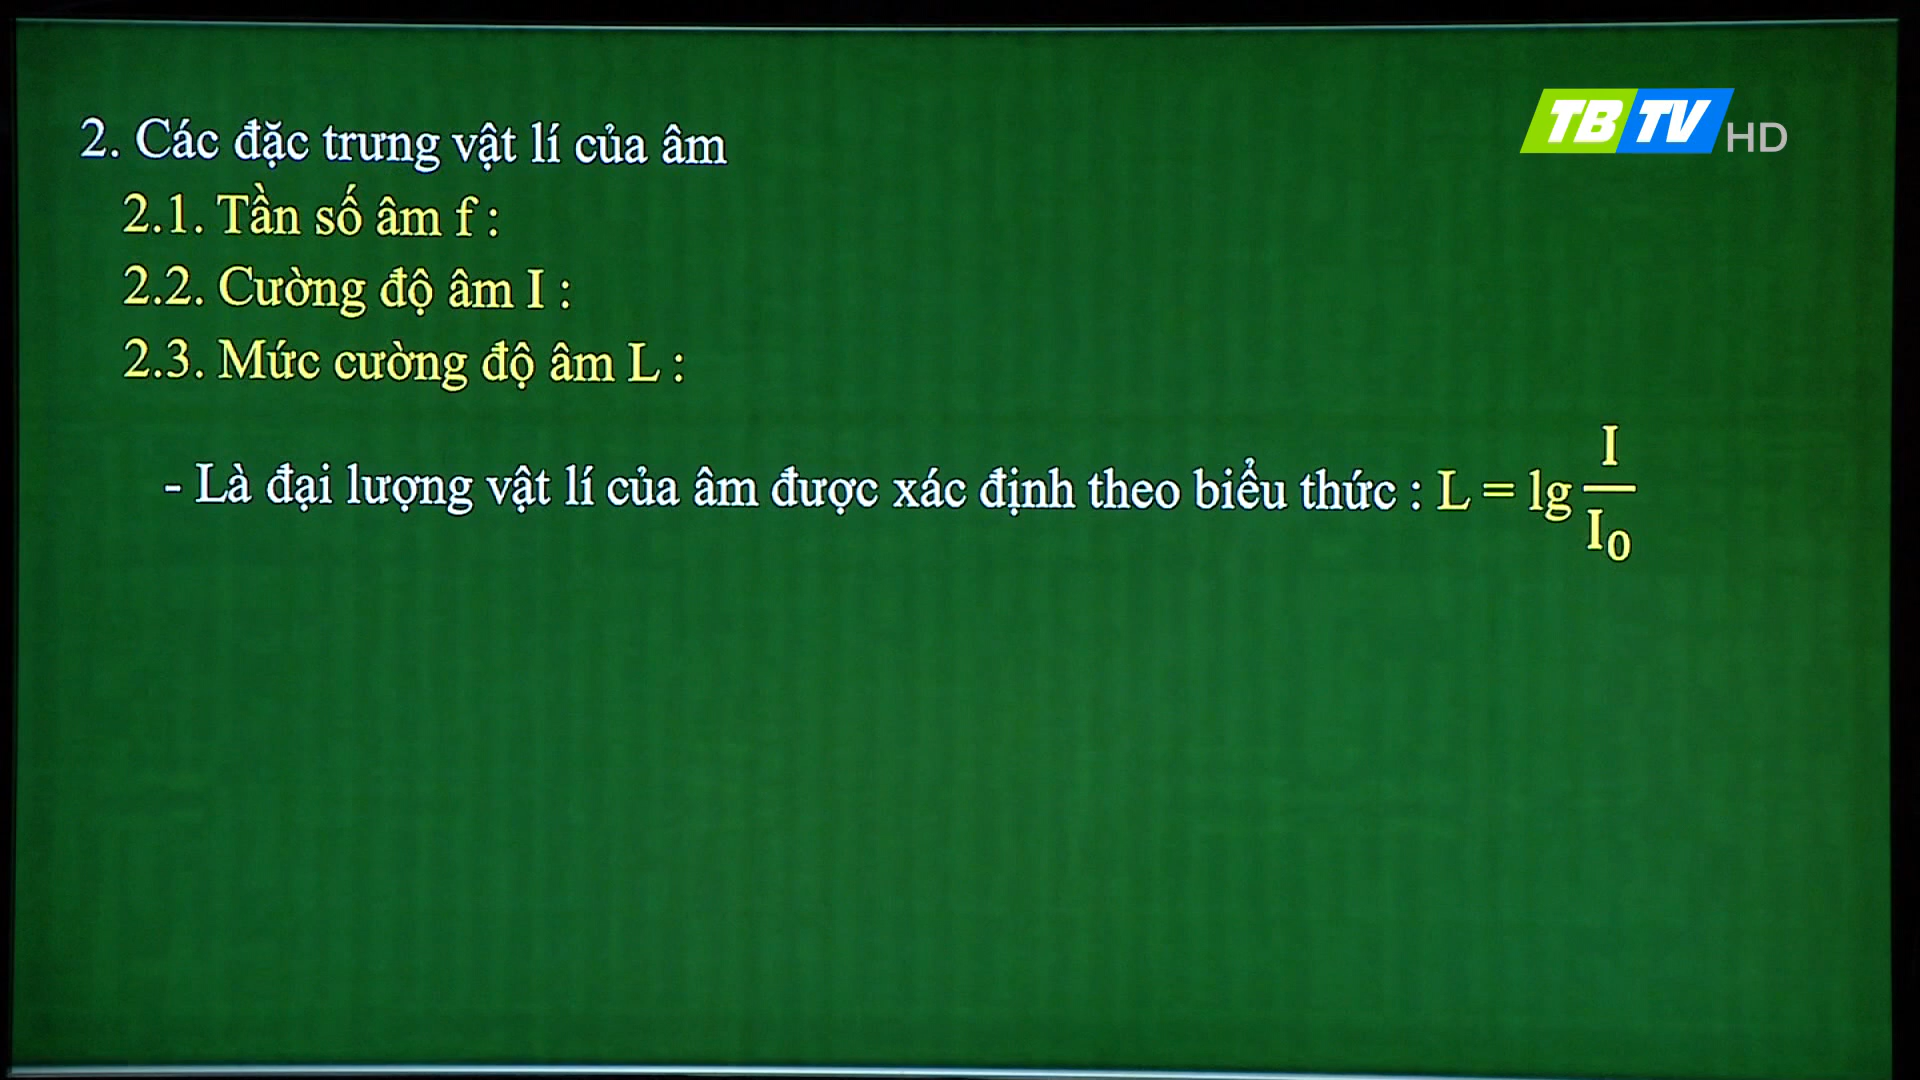 TBTV HD
2. Các đặc trưng vật lí của âm
2.1. Tần số âm f :
2.2. Cường độ âm I :
2.3. Mức cường độ âm L :
- Là đại lượng vật lí của âm được xác định theo biểu thức : L = lg I/I₀